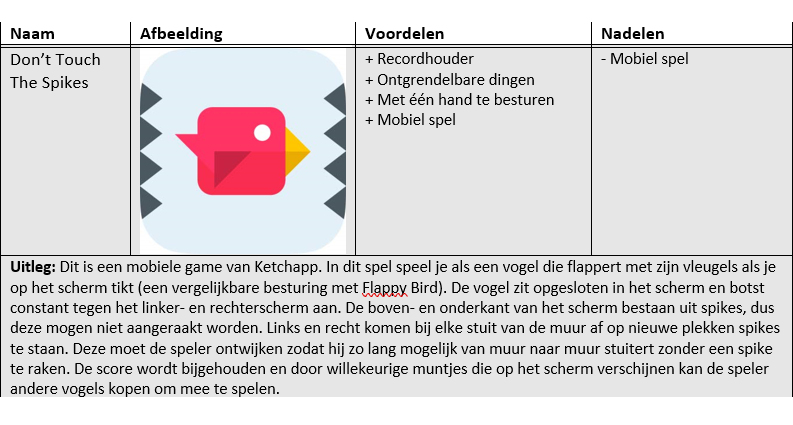 Naam Afbeelding Voordelen Nadelen
Don’t Touch
The Spikes
+ Recordhouder
+ Ontgrendelbare dingen
+ Met één hand te besturen
+ Mobiel spel
- Mobiel spel
Uitleg: Dit is een mobiele game van Ketchapp. In dit spel speel je als een vogel die flappert met zijn vleugels als je
op het scherm tikt (een vergelijkbare besturing met Flappy Bird). De vogel zit opgesloten in het scherm en botst
constant tegen het linker- en rechterscherm aan. De boven- en onderkant van het scherm bestaan uit spikes, dus
deze mogen niet aangeraakt worden. Links en recht komen bij elke stuit van de muur af op nieuwe plekken spikes
te staan. Deze moet de speler ontwijken zodat hij zo lang mogelijk van muur naar muur stuitert zonder een spike
te raken. De score wordt bijgehouden en door willekeurige muntjes die op het scherm verschijnen kan de speler
andere vogels kopen om mee te spelen.